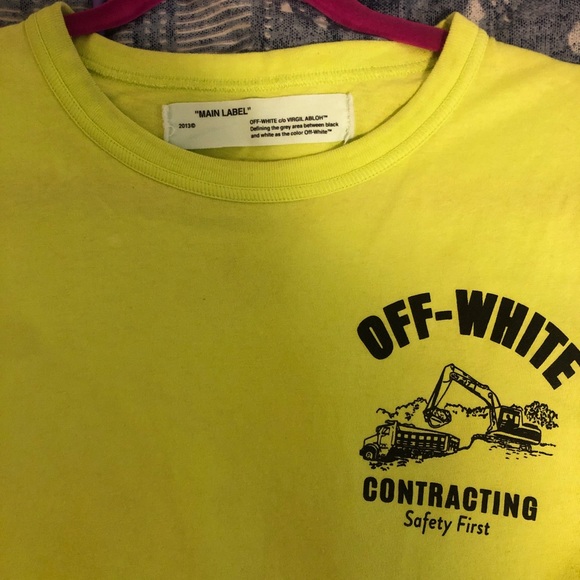 "MAIN LABEL"
2013©
OFF-WHITE c/o VIRGIL ABLOH™
Defining the grey area between black
and white as the color Off-White™
OFF-WHITE
CONTRACTING
Safety First